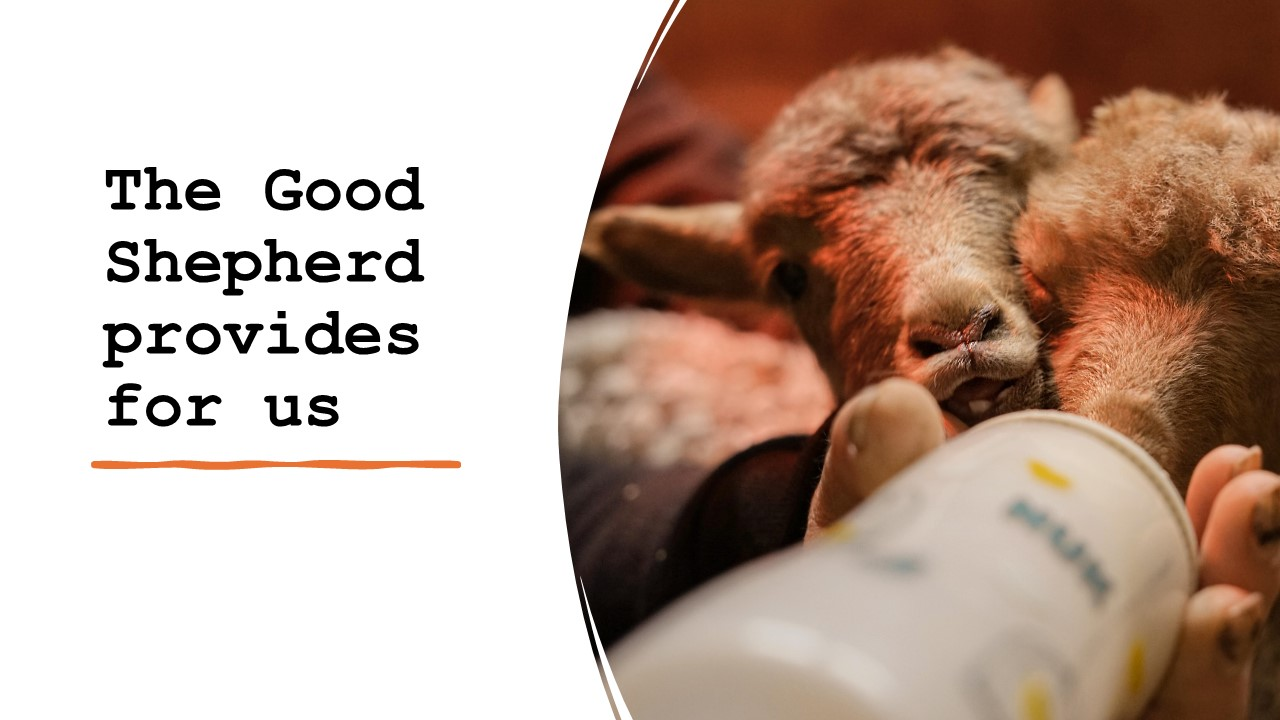 The Good
Shepherd
provides
for us